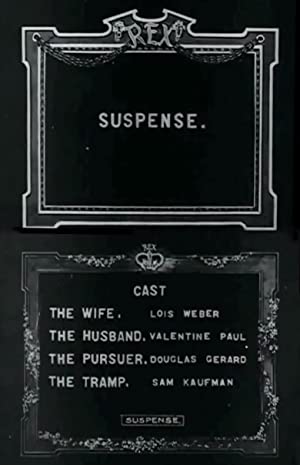 REX
SUSPENSE.
REX
CAST
THE WIFE. LOIS WEBER
THE HUSBAND. VALENTINE PAUL
THE PURSUER. DOUGLAS GERARD
THE TRAMP. SAM KAUFMAN
SUSPENSE.